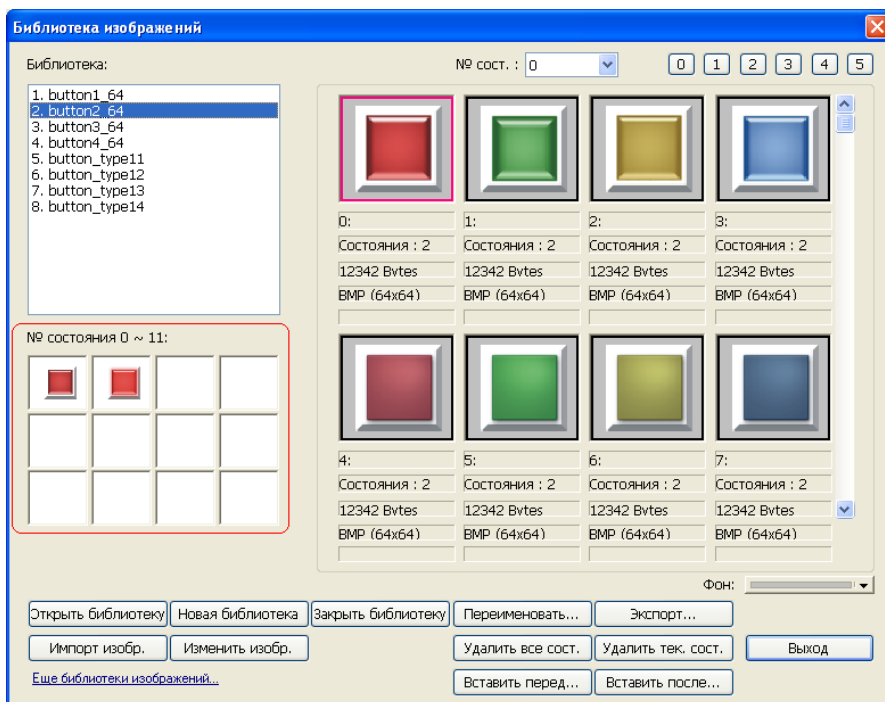 Библиотека изображений
Библиотека:
№ сост. : 0
0 1 2 3 4 5
1. button1_64
2. button2_64
3. button3_64
4. button4_64
5. button_type11
6. button_type12
7. button_type13
8. button_type14
0: 1: 2: 3:
Состояния : 2 Состояния : 2 Состояния : 2 Состояния : 2
12342 Bytes 12342 Bytes 12342 Bytes 12342 Bytes
BMP (64x64) BMP (64x64) BMP (64x64) BMP (64x64)
№ состояния 0 ~ 11:
4: 5: 6: 7:
Состояния : 2 Состояния : 2 Состояния : 2 Состояния : 2
12342 Bytes 12342 Bytes 12342 Bytes 12342 Bytes
BMP (64x64) BMP (64x64) BMP (64x64) BMP (64x64)
Фон:
Открыть библиотеку Новая библиотека Закрыть библиотеку Переименовать... Экспорт...
Импорт изобр. Изменить изобр. Удалить все сост. Удалить тек. сост. Выход
Еще библиотеки изображений... Вставить перед... Вставить после...